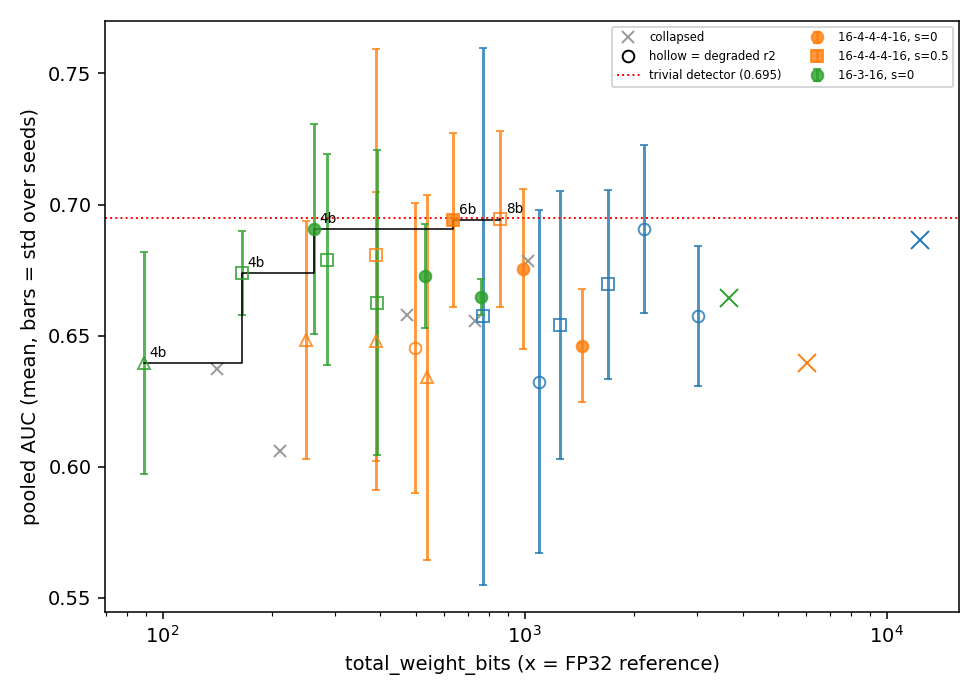 collapsed
hollow = degraded r2
trivial detector (0.695)
16-4-4-4-16, s=0
16-4-4-4-16, s=0.5
16-3-16, s=0
0.75
0.70
0.65
0.60
0.55
pooled AUC (mean, bars = std over seeds)
4b
4b
4b
6b
8b
10²
10³
10⁴
total_weight_bits (x = FP32 reference)